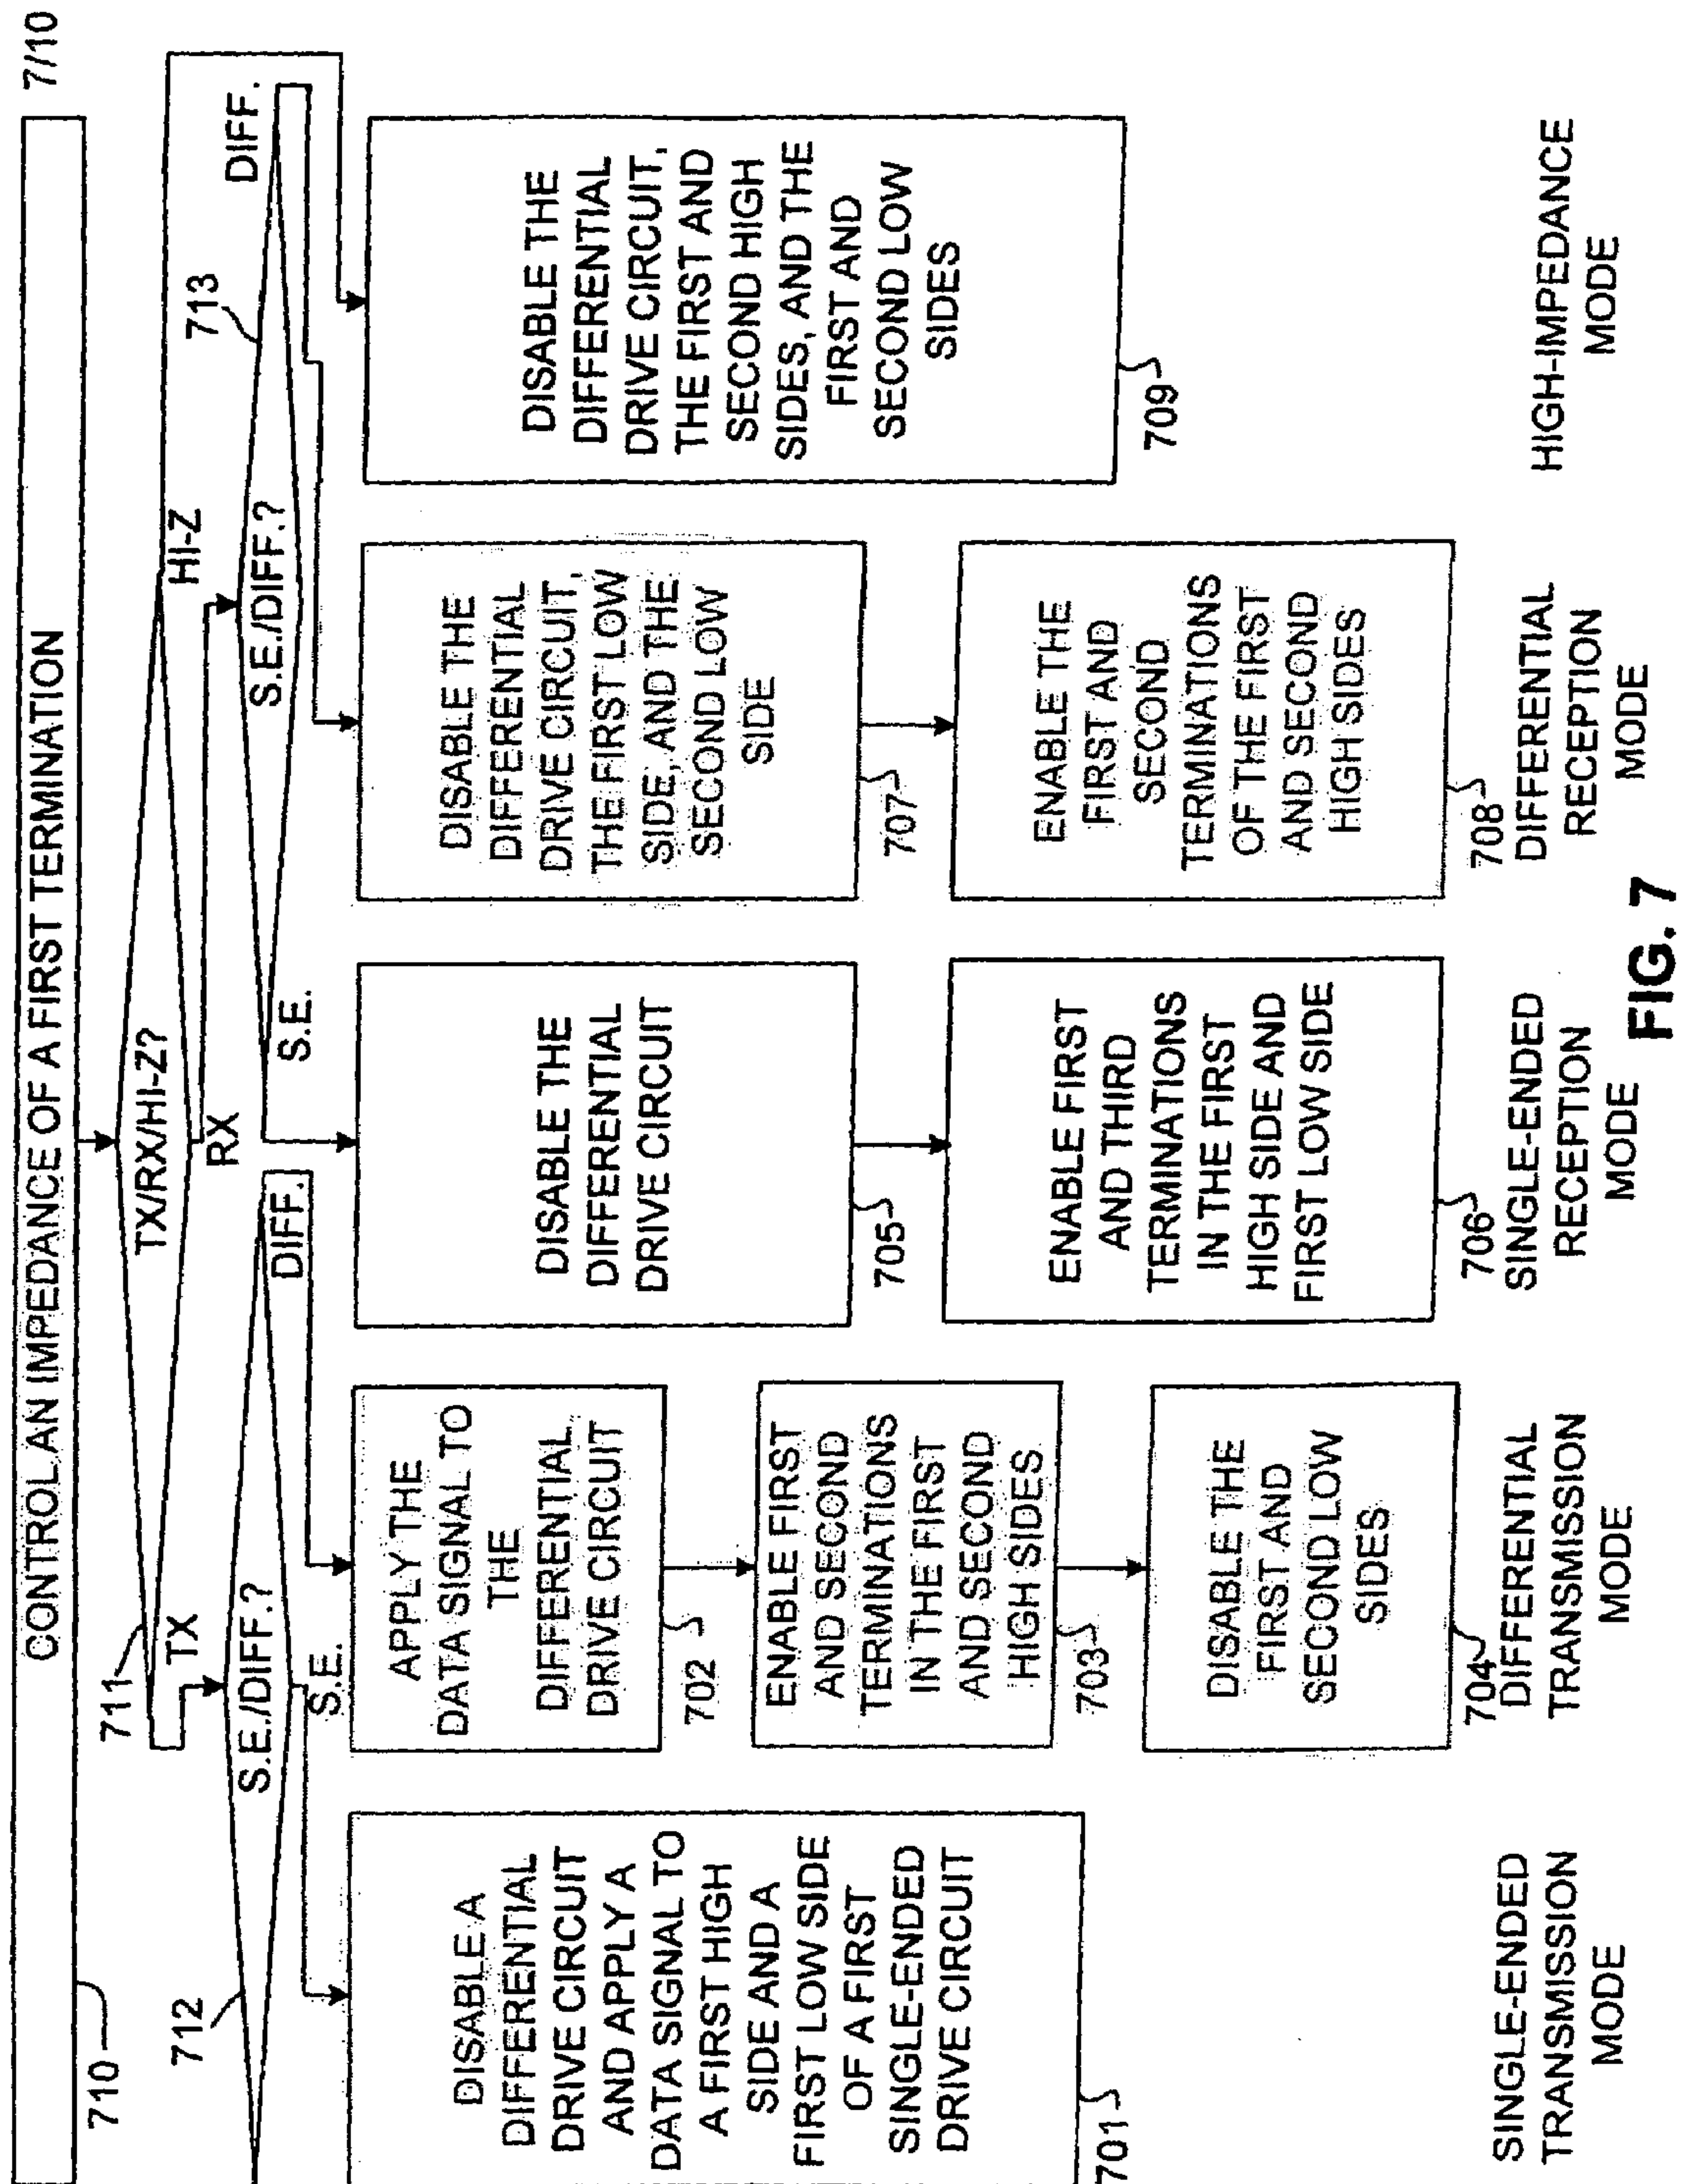 7/10
CONTROL AN IMPEDANCE OF A FIRST TERMINATION
710
711
TX/RX/HI-Z?
TX
RX
HI-Z
712
S.E./DIFF.?
S.E.
DIFF.
713
S.E./DIFF.?
S.E.
DIFF.
DISABLE A
DIFFERENTIAL
DRIVE CIRCUIT
AND APPLY A
DATA SIGNAL TO
A FIRST HIGH
SIDE AND A
FIRST LOW SIDE
OF A FIRST
SINGLE-ENDED
DRIVE CIRCUIT
701
SINGLE-ENDED
TRANSMISSION
MODE
APPLY THE
DATA SIGNAL TO
THE
DIFFERENTIAL
DRIVE CIRCUIT
702
ENABLE FIRST
AND SECOND
TERMINATIONS
IN THE FIRST
AND SECOND
HIGH SIDES
703
DISABLE THE
FIRST AND
SECOND LOW
SIDES
704
DIFFERENTIAL
TRANSMISSION
MODE
DISABLE THE
DIFFERENTIAL
DRIVE CIRCUIT
705
ENABLE FIRST
AND THIRD
TERMINATIONS
IN THE FIRST
HIGH SIDE AND
FIRST LOW SIDE
706
SINGLE-ENDED
RECEPTION
MODE
DISABLE THE
DIFFERENTIAL
DRIVE CIRCUIT,
THE FIRST LOW
SIDE, AND THE
SECOND LOW
SIDE
707
ENABLE THE
FIRST AND
SECOND
TERMINATIONS
OF THE FIRST
AND SECOND
HIGH SIDES
708
DIFFERENTIAL
RECEPTION
MODE
DISABLE THE
DIFFERENTIAL
DRIVE CIRCUIT,
THE FIRST AND
SECOND HIGH
SIDES, AND THE
FIRST AND
SECOND LOW
SIDES
709
HIGH-IMPEDANCE
MODE
FIG. 7